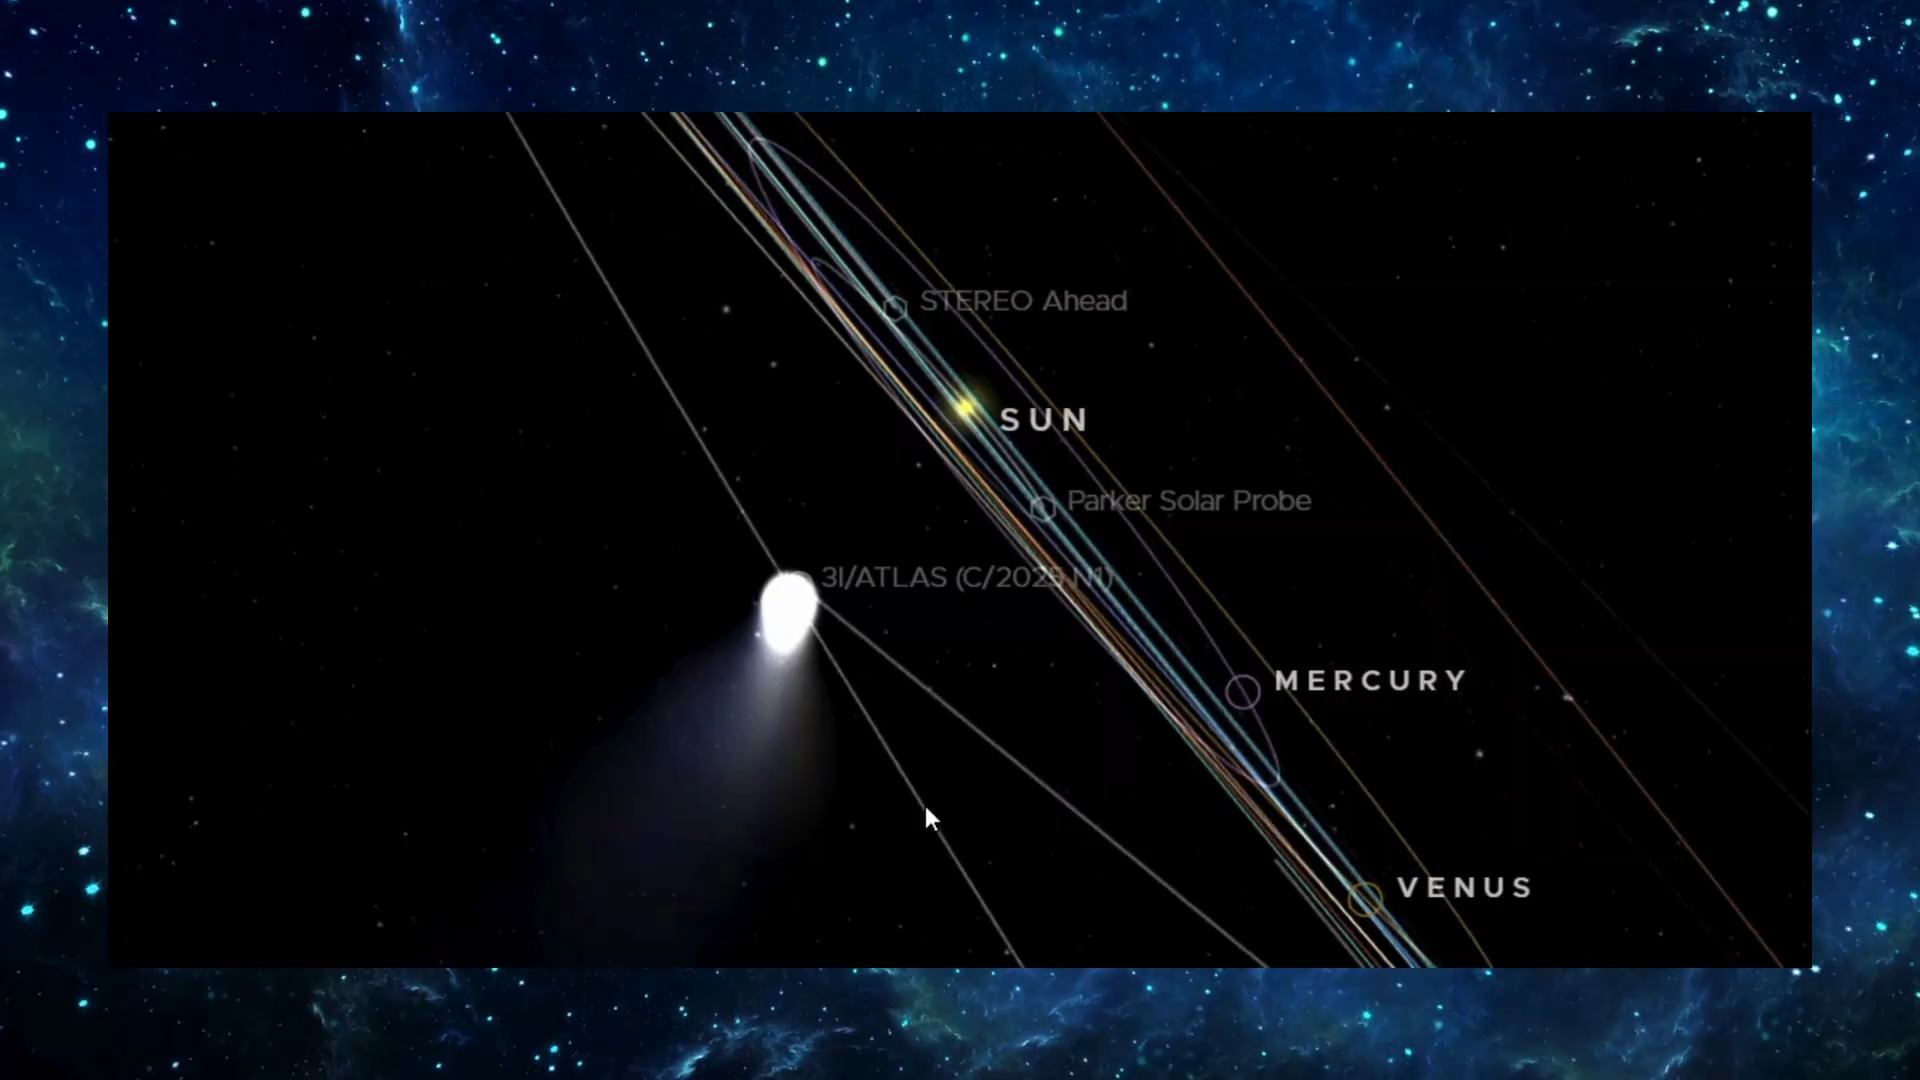 STEREO Ahead
SUN
Parker Solar Probe
3I/ATLAS (C/2025 N1)
MERCURY
VENUS